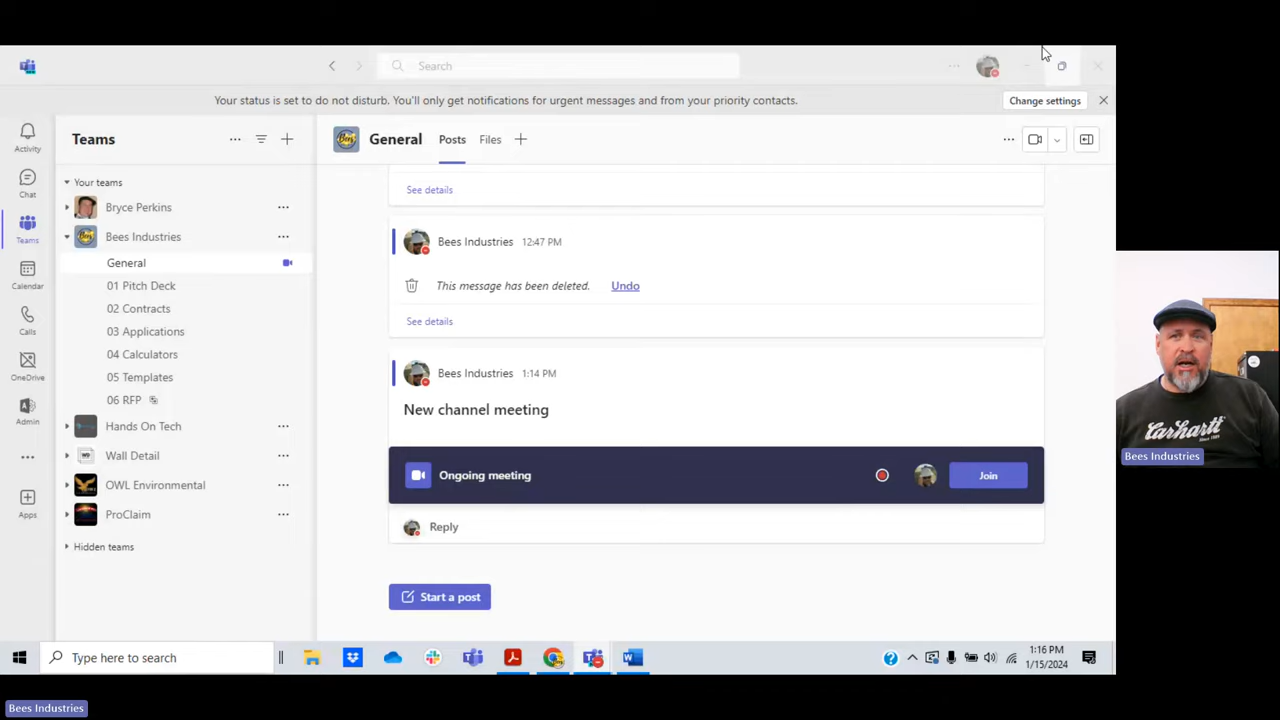 Search
Your status is set to do not disturb. You'll only get notifications for urgent messages and from your priority contacts.
Change settings
Activity
Chat
Teams
Calendar
Calls
OneDrive
Admin
Apps
Teams
Your teams
Bryce Perkins
Bees Industries
General
01 Pitch Deck
02 Contracts
03 Applications
04 Calculators
05 Templates
06 RFP
Hands On Tech
Wall Detail
OWL Environmental
ProClaim
Hidden teams
Bees
General
Posts
Files
See details
Bees Industries 12:47 PM
This message has been deleted. Undo
See details
Bees Industries 1:14 PM
New channel meeting
Ongoing meeting
Join
Reply
Start a post
Carhartt
Bees Industries
Type here to search
1:16 PM
1/15/2024
Bees Industries